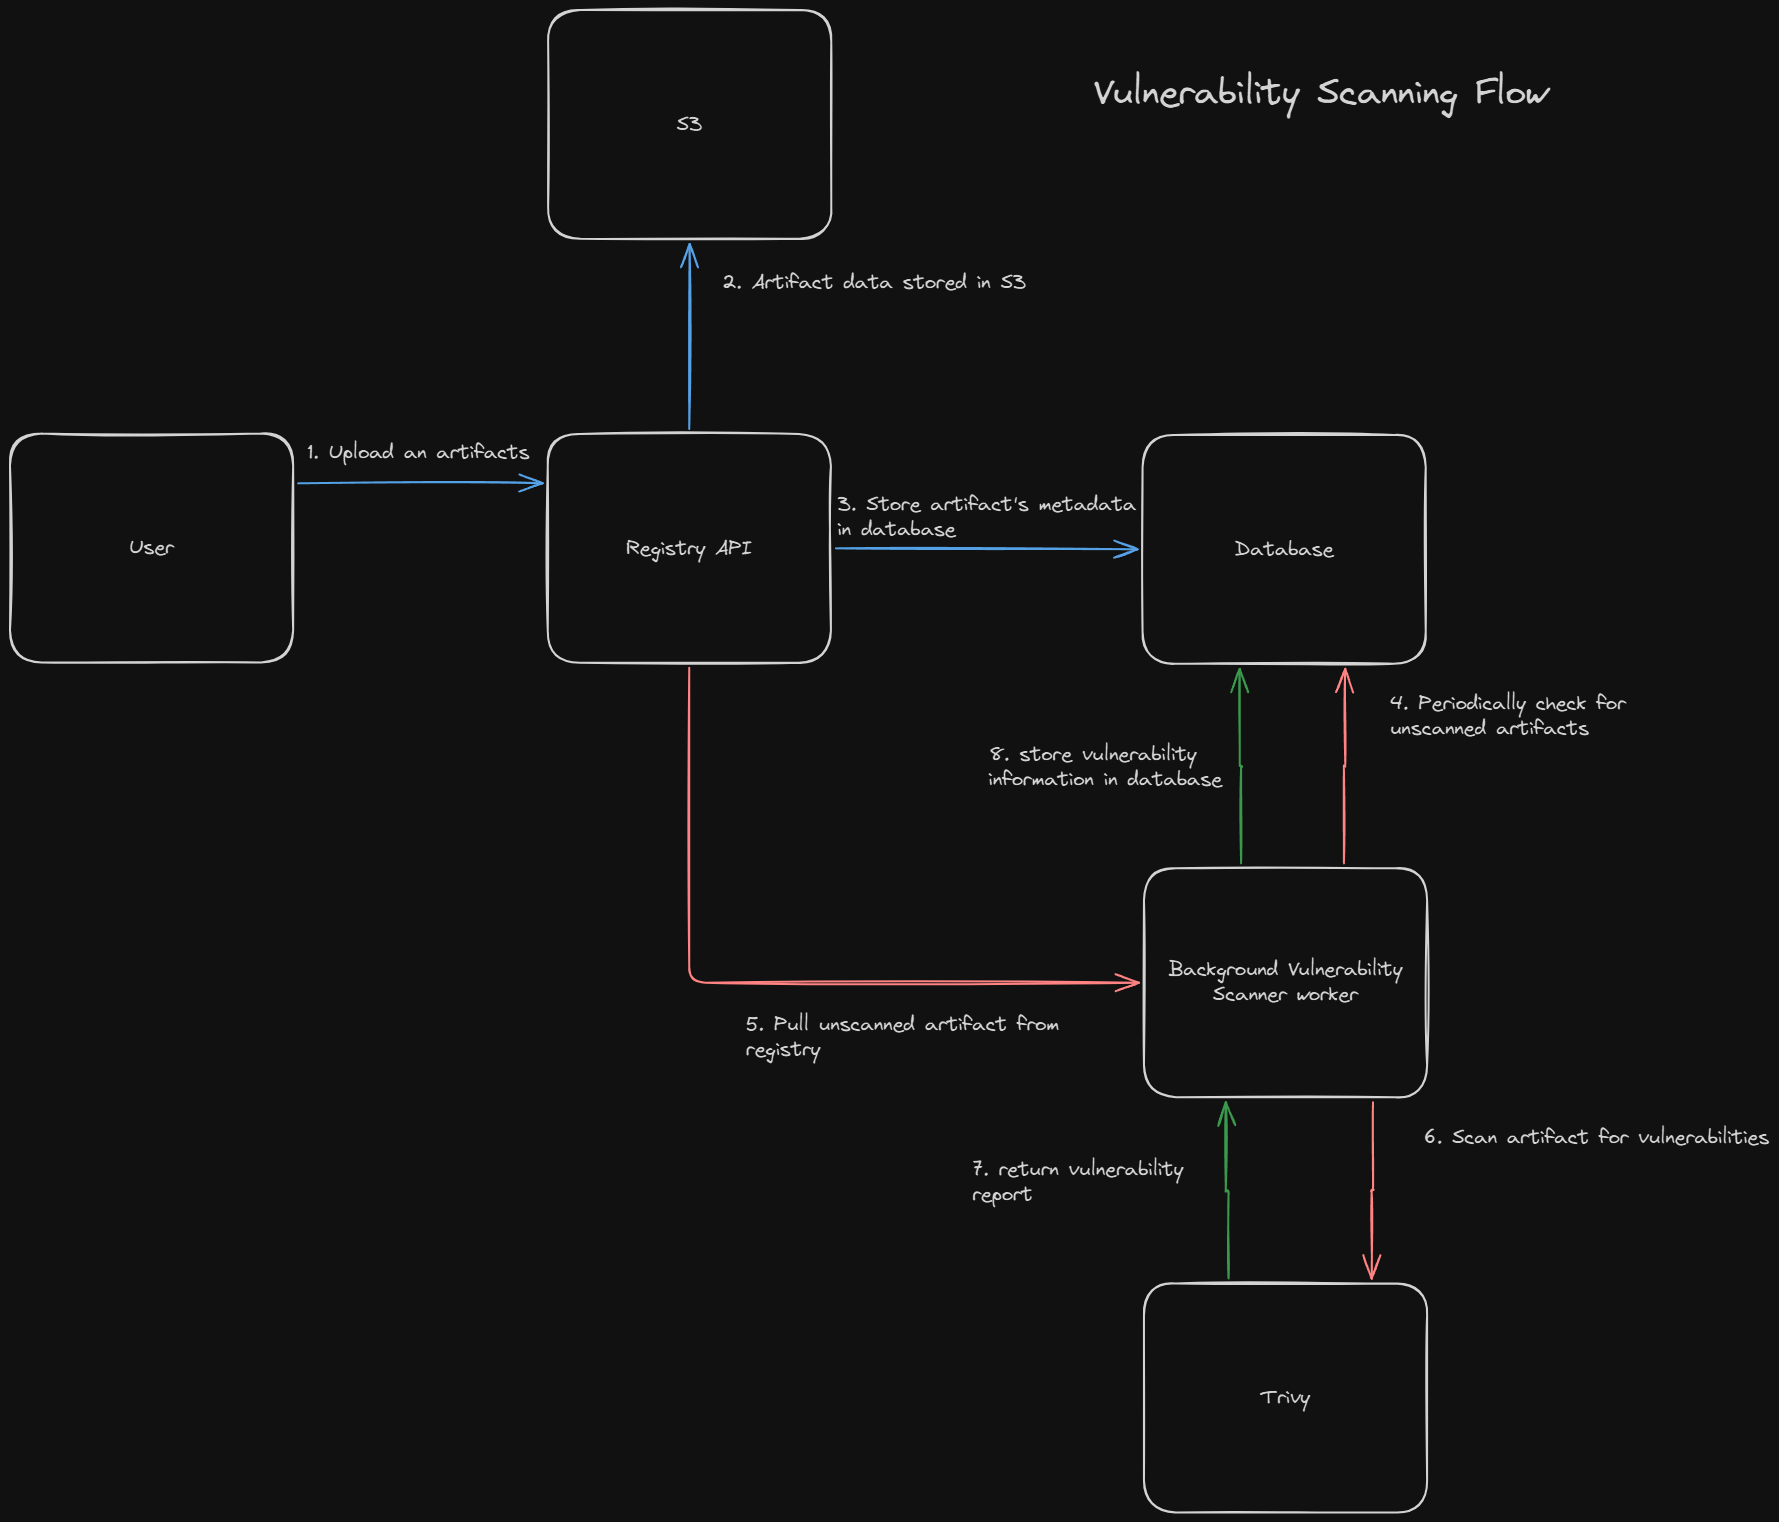 S3
Vulnerability Scanning Flow
2. Artifact data stored in S3
1. Upload an artifacts
User
Registry API
3. Store artifact's metadata
in database
Database
4. Periodically check for
unscanned artifacts
8. store vulnerability
information in database
Background Vulnerability
Scanner worker
5. Pull unscanned artifact from
registry
6. Scan artifact for vulnerabilities
7. return vulnerability
report
Trivy